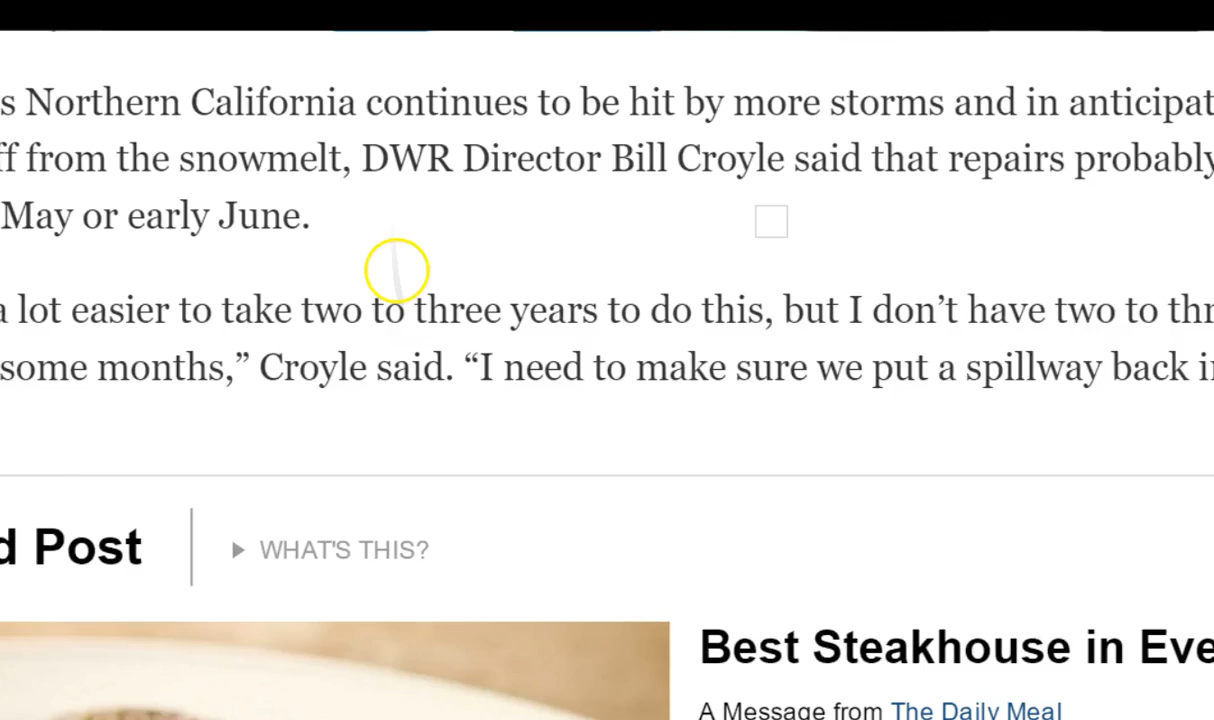 s Northern California continues to be hit by more storms and in anticipat
ff from the snowmelt, DWR Director Bill Croyle said that repairs probably
May or early June.
a lot easier to take two to three years to do this, but I don’t have two to thr
some months,” Croyle said. “I need to make sure we put a spillway back in
d Post
WHAT'S THIS?
Best Steakhouse in Eve
A Message from The Daily Meal